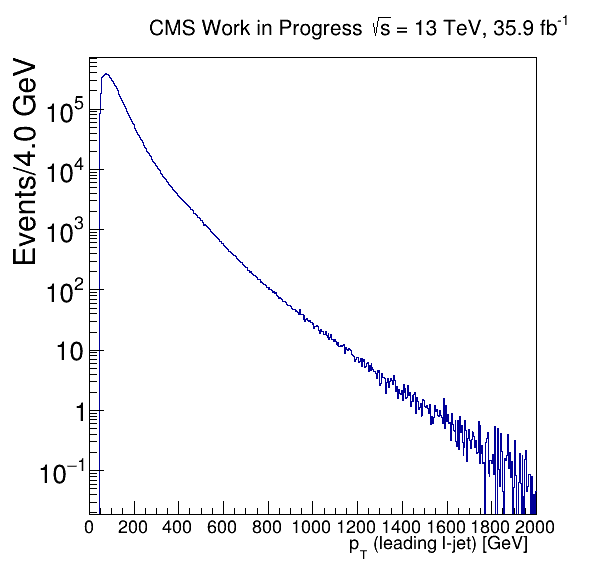 CMS Work in Progress √s = 13 TeV, 35.9 fb⁻¹
Events/4.0 GeV
10⁵
10⁴
10³
10²
10
1
10⁻¹
0 200 400 600 800 1000 1200 1400 1600 1800 2000
p_T (leading l-jet) [GeV]